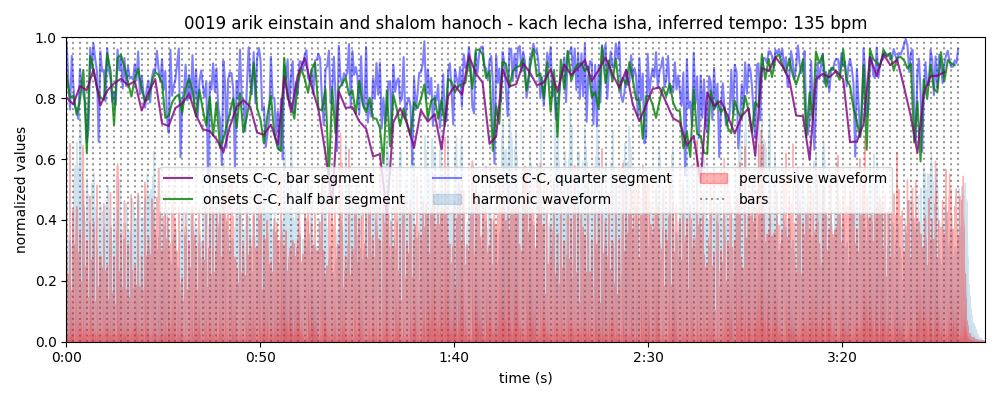 0019 arik einstain and shalom hanoch - kach lecha isha, inferred tempo: 135 bpm
1.0
0.8
0.6
0.4
0.2
0.0
normalized values
onsets C-C, bar segment
onsets C-C, half bar segment
onsets C-C, quarter segment
harmonic waveform
percussive waveform
bars
0:00 0:50 1:40 2:30 3:20
time (s)